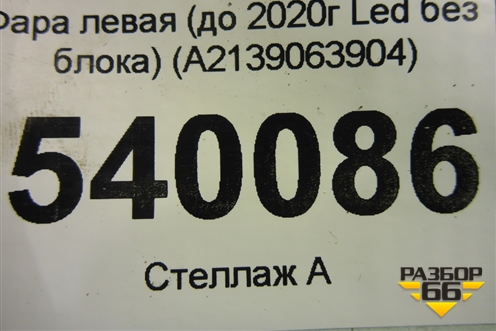 Фара левая (до 2020г Led без
блока) (A2139063904)
540086
Стеллаж А
РАЗБОР
66